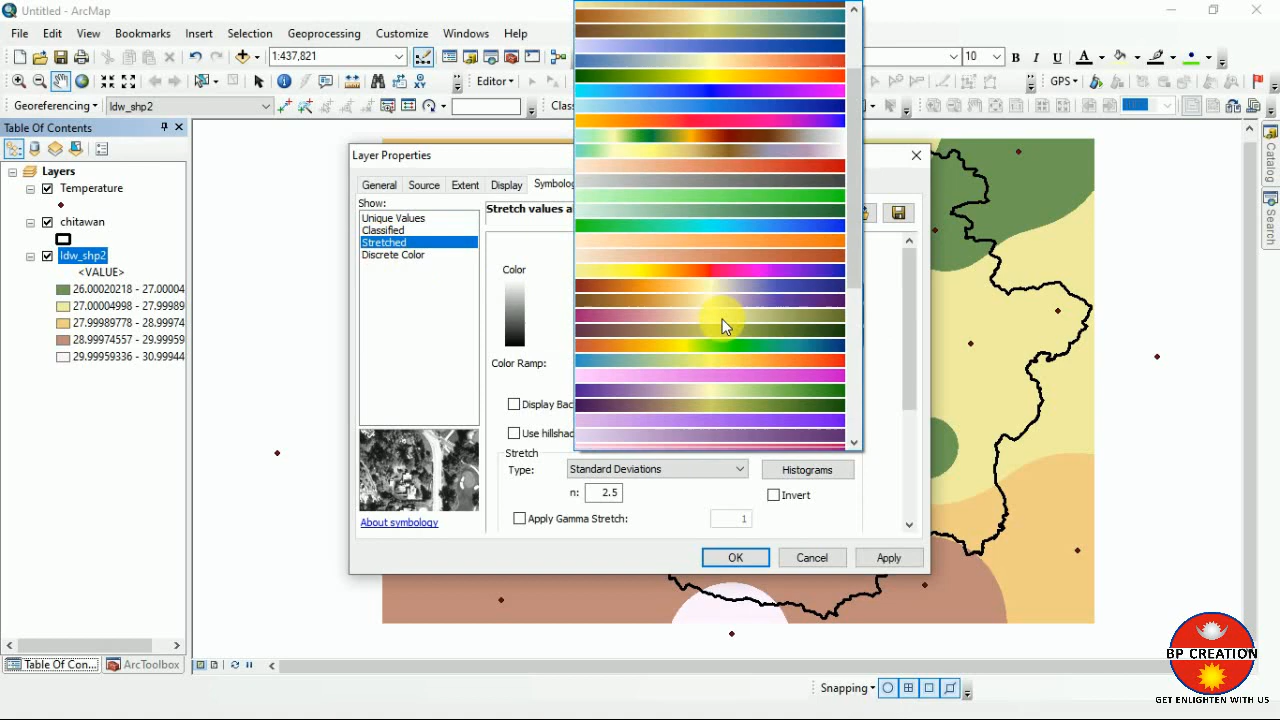 Untitled - ArcMap
File Edit View Bookmarks Insert Selection Geoprocessing Customize Windows Help
1:437,821
10
B I U A
Editor
GPS
Georeferencing ldw_shp2
Table Of Contents
Layers
Temperature
chitawan
ldw_shp2
<VALUE>
26.00020218 - 27.00004
27.00004998 - 27.99989
27.99989778 - 28.99974
28.99974557 - 29.99959
29.99959336 - 30.99944
Layer Properties
General Source Extent Display Symbolog
Show:
Unique Values
Classified
Stretched
Discrete Color
Stretch values a
Color
Color Ramp:
Display Bac
Use hillshad
Stretch
Type: Standard Deviations
Histograms
n: 2.5
Invert
Apply Gamma Stretch: 1
About symbology
OK Cancel Apply
Catalog
Search
Table Of Con... ArcToolbox
Snapping
BP CREATION
GET ENLIGHTEN WITH US